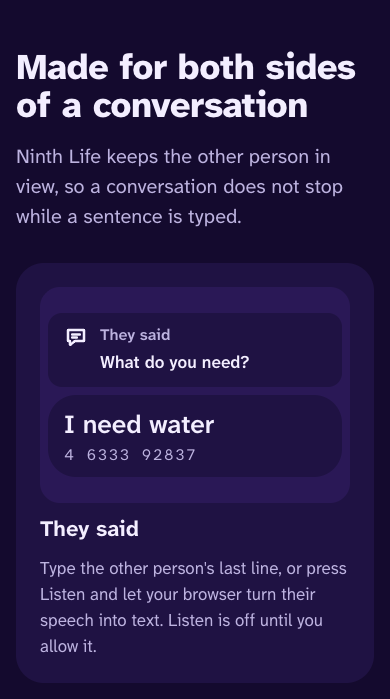 Made for both sides
of a conversation
Ninth Life keeps the other person in
view, so a conversation does not stop
while a sentence is typed.
They said
What do you need?
I need water
4 6333 92837
They said
Type the other person's last line, or press
Listen and let your browser turn their
speech into text. Listen is off until you
allow it.